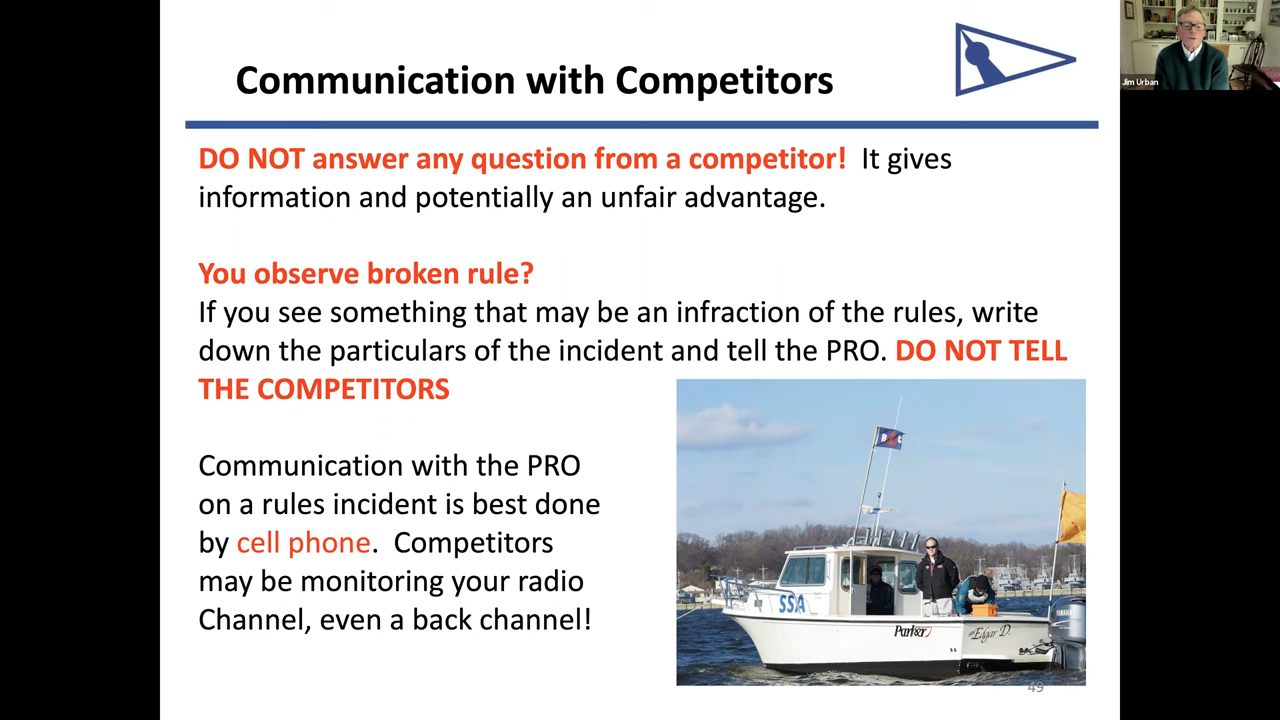 Communication with Competitors
Jim Urban
DO NOT answer any question from a competitor! It gives
information and potentially an unfair advantage.
You observe broken rule?
If you see something that may be an infraction of the rules, write
down the particulars of the incident and tell the PRO. DO NOT TELL
THE COMPETITORS
Communication with the PRO
on a rules incident is best done
by cell phone. Competitors
may be monitoring your radio
Channel, even a back channel!
SSA
Parker
Edgar D.
YAMAHA
49